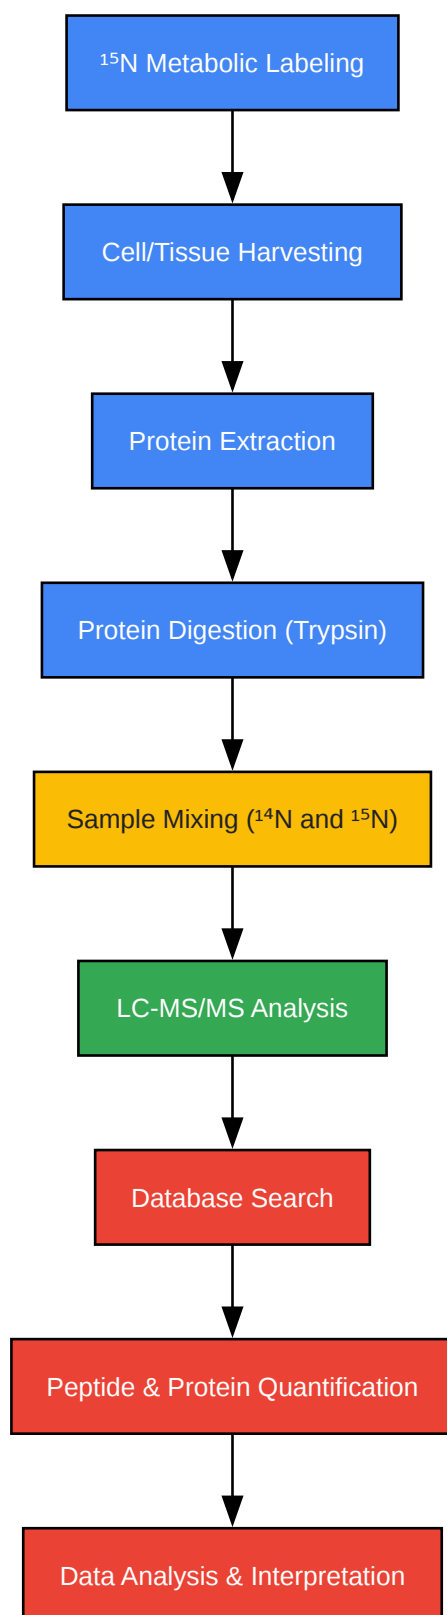 ¹⁵N Metabolic Labeling
Cell/Tissue Harvesting
Protein Extraction
Protein Digestion (Trypsin)
Sample Mixing (¹⁴N and ¹⁵N)
LC-MS/MS Analysis
Database Search
Peptide & Protein Quantification
Data Analysis & Interpretation